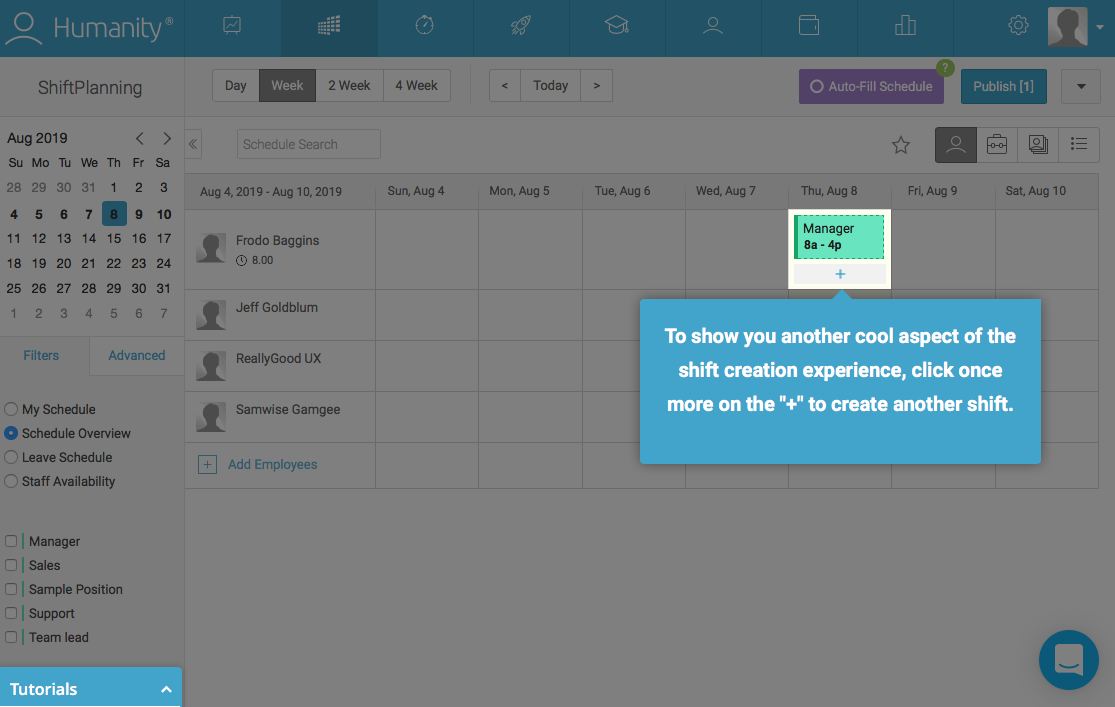 Humanity®
ShiftPlanning
Day Week 2 Week 4 Week < Today > Auto-Fill Schedule ? Publish [1]
Aug 2019
Su Mo Tu We Th Fr Sa
28 29 30 31 1 2 3
4 5 6 7 8 9 10
11 12 13 14 15 16 17
18 19 20 21 22 23 24
25 26 27 28 29 30 31
1 2 3 4 5 6 7
Filters Advanced
My Schedule
Schedule Overview
Leave Schedule
Staff Availability
Manager
Sales
Sample Position
Support
Team lead
Tutorials
Schedule Search
Aug 4, 2019 - Aug 10, 2019 Sun, Aug 4 Mon, Aug 5 Tue, Aug 6 Wed, Aug 7 Thu, Aug 8 Fri, Aug 9 Sat, Aug 10
Frodo Baggins
8.00
Manager
8a - 4p
+
Jeff Goldblum
ReallyGood UX
Samwise Gamgee
+ Add Employees
To show you another cool aspect of the
shift creation experience, click once
more on the "+" to create another shift.